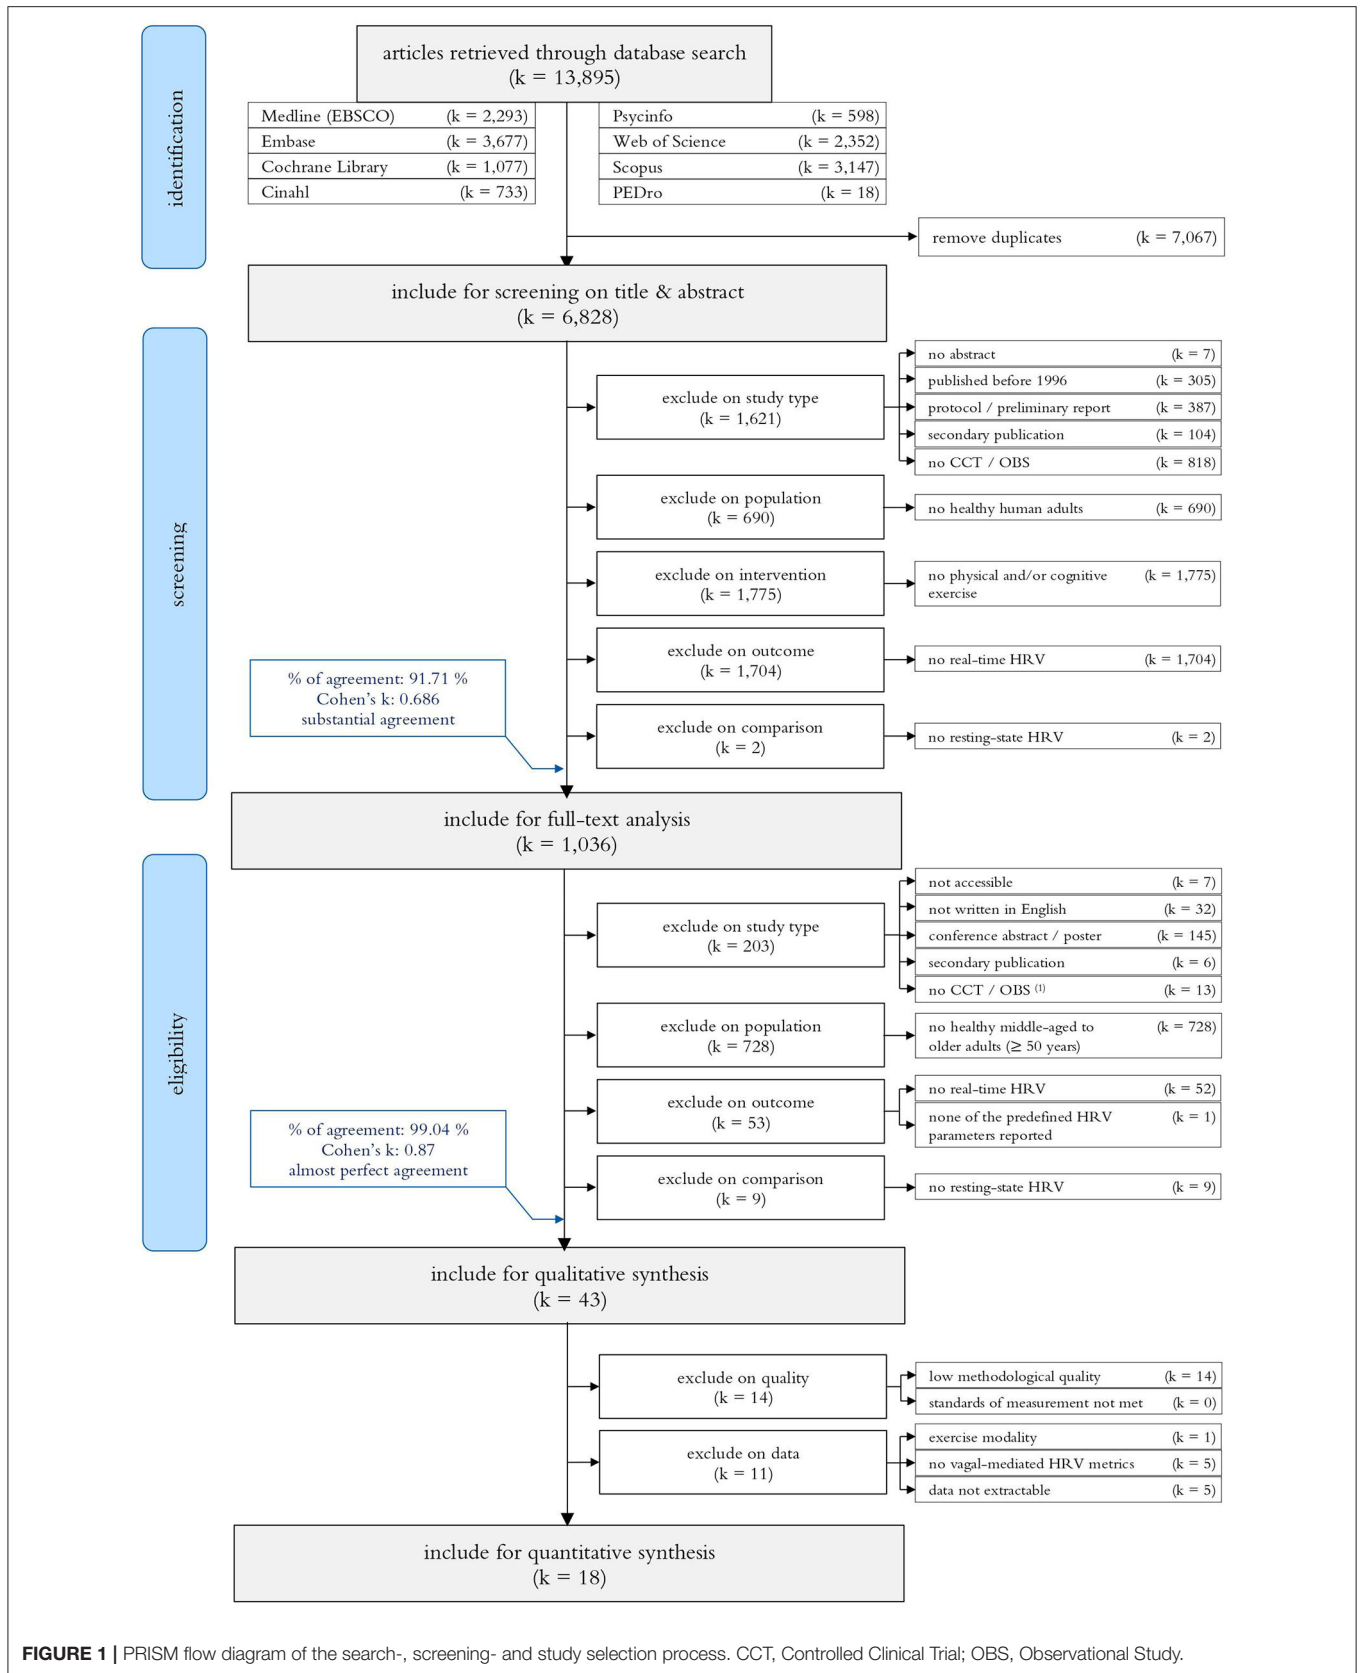 identification
articles retrieved through database search
(k = 13,895)
Medline (EBSCO) (k = 2,293)
Embase (k = 3,677)
Cochrane Library (k = 1,077)
Cinahl (k = 733)
Psycinfo (k = 598)
Web of Science (k = 2,352)
Scopus (k = 3,147)
PEDro (k = 18)
remove duplicates (k = 7,067)
include for screening on title & abstract
(k = 6,828)
screening
exclude on study type
(k = 1,621)
no abstract (k = 7)
published before 1996 (k = 305)
protocol / preliminary report (k = 387)
secondary publication (k = 104)
no CCT / OBS (k = 818)
exclude on population
(k = 690)
no healthy human adults (k = 690)
exclude on intervention
(k = 1,775)
no physical and/or cognitive (k = 1,775)
exercise
exclude on outcome
(k = 1,704)
no real-time HRV (k = 1,704)
% of agreement: 91.71 %
Cohen's k: 0.686
substantial agreement
exclude on comparison
(k = 2)
no resting-state HRV (k = 2)
include for full-text analysis
(k = 1,036)
eligibility
exclude on study type
(k = 203)
not accessible (k = 7)
not written in English (k = 32)
conference abstract / poster (k = 145)
secondary publication (k = 6)
no CCT / OBS (1) (k = 13)
exclude on population
(k = 728)
no healthy middle-aged to (k = 728)
older adults (≥ 50 years)
exclude on outcome
(k = 53)
no real-time HRV (k = 52)
none of the predefined HRV (k = 1)
parameters reported
% of agreement: 99.04 %
Cohen's k: 0.87
almost perfect agreement
exclude on comparison
(k = 9)
no resting-state HRV (k = 9)
include for qualitative synthesis
(k = 43)
exclude on quality
(k = 14)
low methodological quality (k = 14)
standards of measurement not met (k = 0)
exclude on data
(k = 11)
exercise modality (k = 1)
no vagal-mediated HRV metrics (k = 5)
data not extractable (k = 5)
include for quantitative synthesis
(k = 18)
FIGURE 1 | PRISM flow diagram of the search-, screening- and study selection process. CCT, Controlled Clinical Trial; OBS, Observational Study.